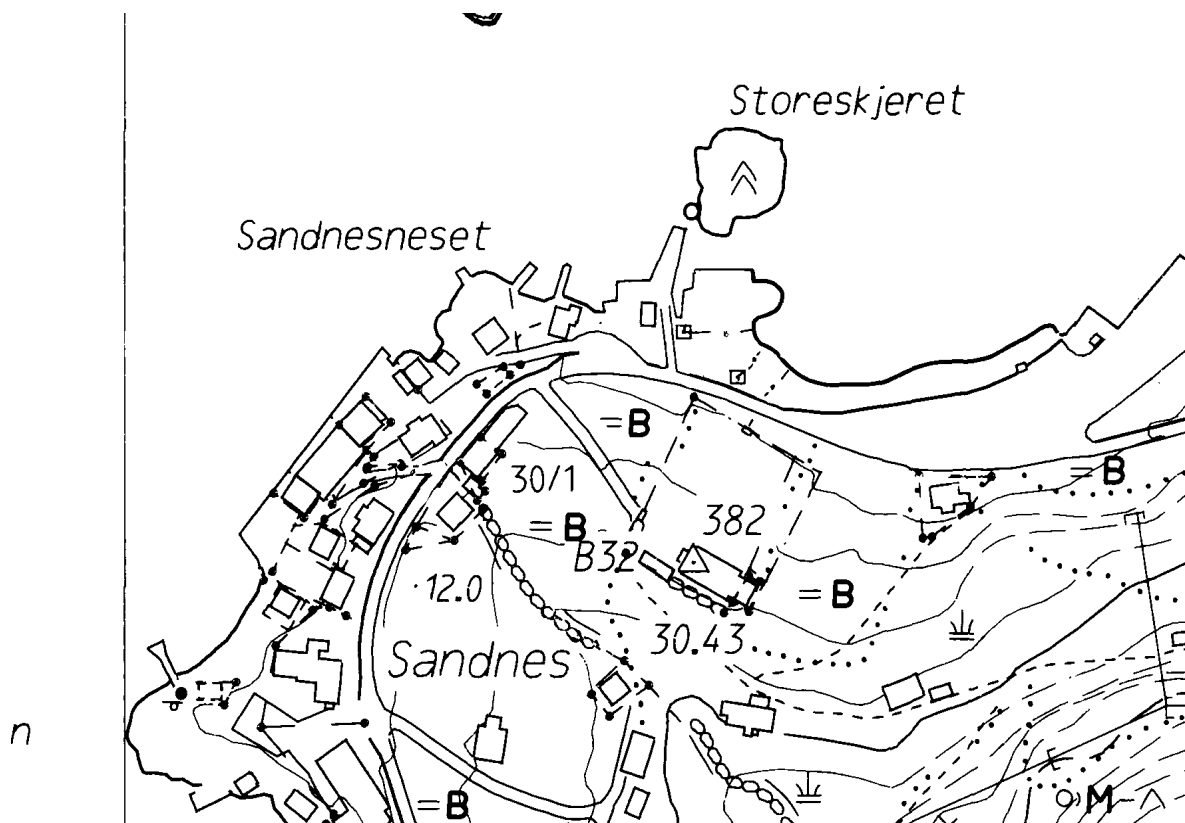 Storeskjeret
Sandnesneset
= B
30/1
= B
= B
382
B32
12.0
= B
30.43
Sandnes
n
= B
M